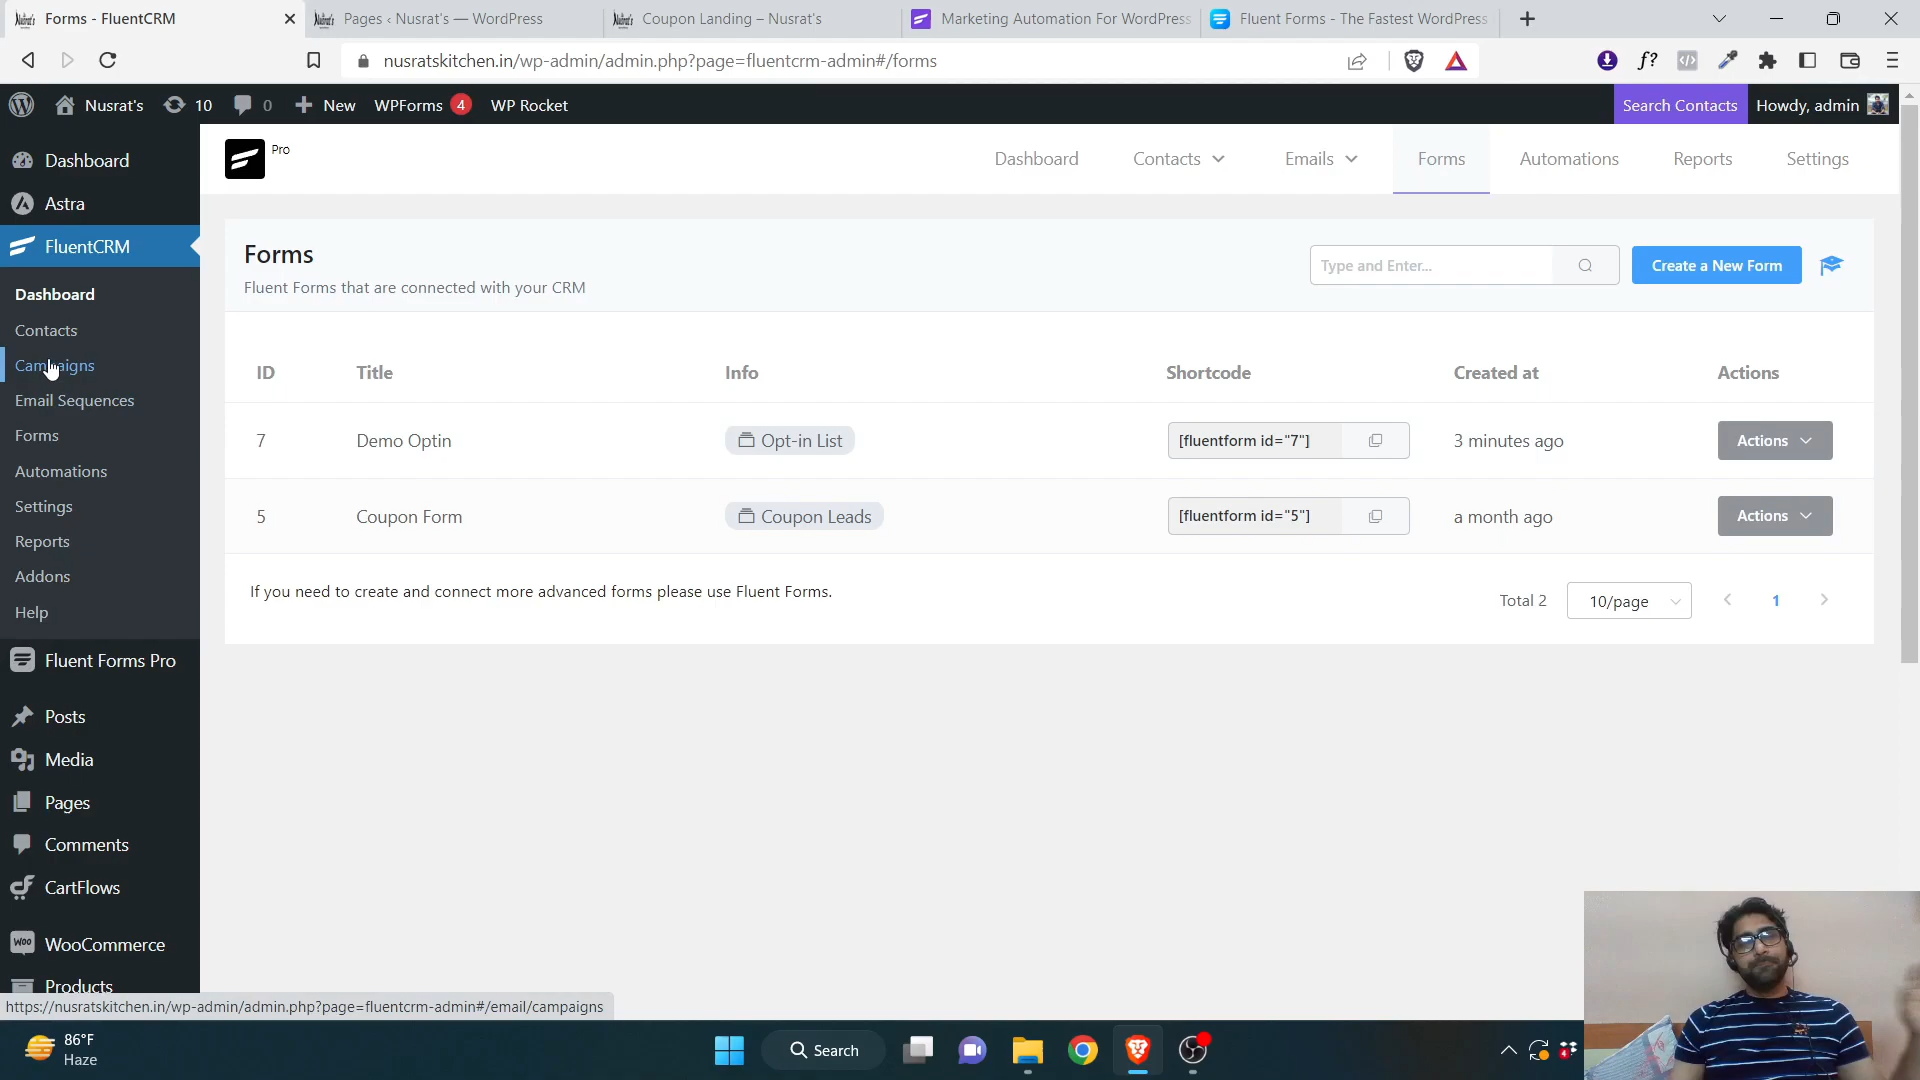 Forms - FluentCRM
Pages ‹ Nusrat's — WordPress
Coupon Landing – Nusrat's
Marketing Automation For WordPress
Fluent Forms - The Fastest WordPress
nusratskitchen.in/wp-admin/admin.php?page=fluentcrm-admin#/forms
Nusrat's
10
0
New
WPForms 4
WP Rocket
Search Contacts
Howdy, admin
Dashboard
Astra
FluentCRM
Dashboard
Contacts
Campaigns
Email Sequences
Forms
Automations
Settings
Reports
Addons
Help
Fluent Forms Pro
Posts
Media
Pages
Comments
CartFlows
WooCommerce
Products
Pro
Dashboard
Contacts
Emails
Forms
Automations
Reports
Settings
Forms
Fluent Forms that are connected with your CRM
Type and Enter...
Create a New Form
ID Title Info Shortcode Created at Actions
7 Demo Optin Opt-in List [fluentform id="7"] 3 minutes ago Actions
5 Coupon Form Coupon Leads [fluentform id="5"] a month ago Actions
If you need to create and connect more advanced forms please use Fluent Forms.
Total 2 10/page 1
https://nusratskitchen.in/wp-admin/admin.php?page=fluentcrm-admin#/email/campaigns
86°F
Haze
Search